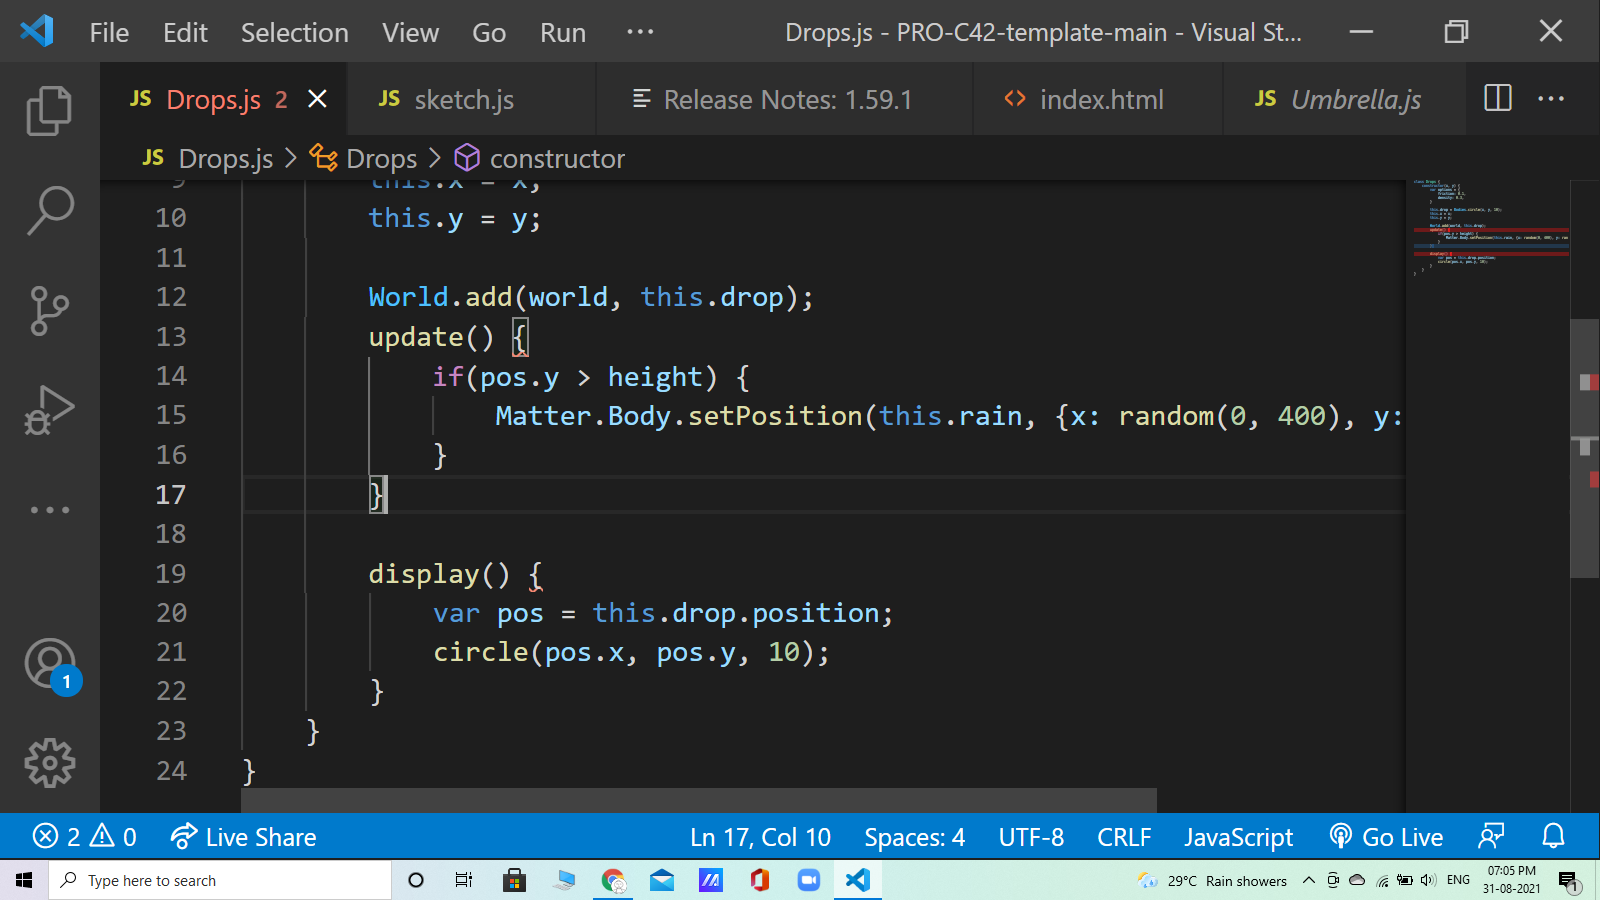 File Edit Selection View Go Run ··· Drops.js - PRO-C42-template-main - Visual St...
JS Drops.js 2 JS sketch.js Release Notes: 1.59.1 <> index.html JS Umbrella.js ···
JS Drops.js > Drops > constructor
9 this.x = x;
10 this.y = y;
11
12 World.add(world, this.drop);
13 update() {
14 if(pos.y > height) {
15 Matter.Body.setPosition(this.rain, {x: random(0, 400), y:
16 }
17 }
18
19 display() {
20 var pos = this.drop.position;
21 circle(pos.x, pos.y, 10);
22 }
23 }
24 }
1
2 0 Live Share Ln 17, Col 10 Spaces: 4 UTF-8 CRLF JavaScript Go Live
Type here to search 29°C Rain showers ENG 07:05 PM
31-08-2021 1